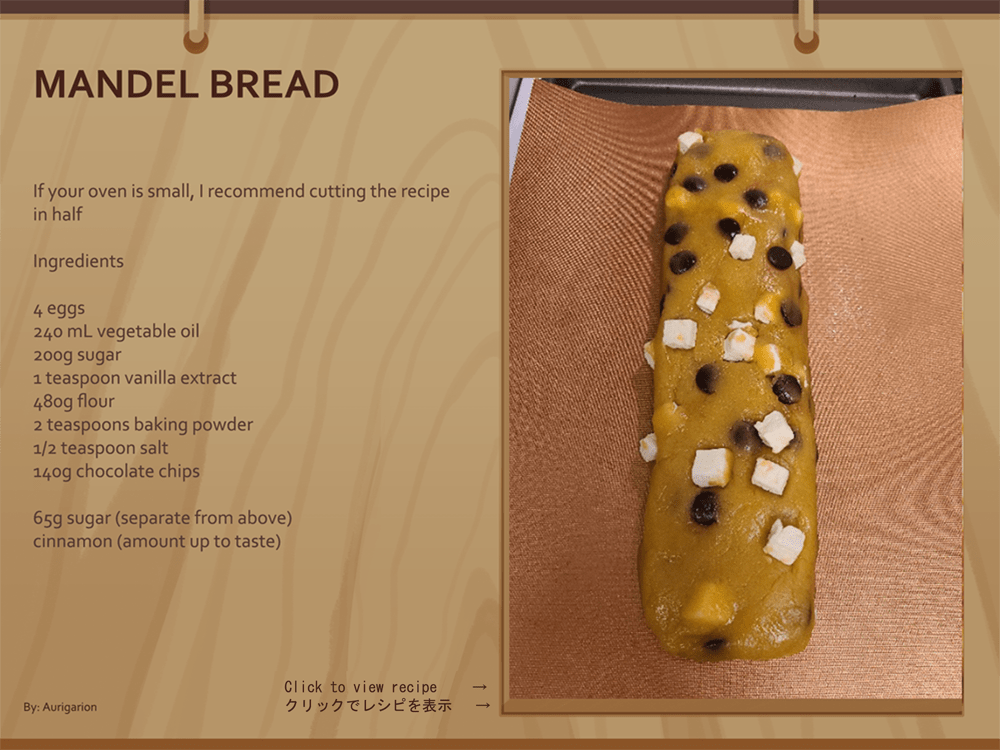 MANDEL BREAD
If your oven is small, I recommend cutting the recipe
in half
Ingredients
4 eggs
240 mL vegetable oil
200g sugar
1 teaspoon vanilla extract
480g flour
2 teaspoons baking powder
1/2 teaspoon salt
140g chocolate chips
65g sugar (separate from above)
cinnamon (amount up to taste)
Click to view recipe →
クリックでレシピを表示 →
By: Aurigarion